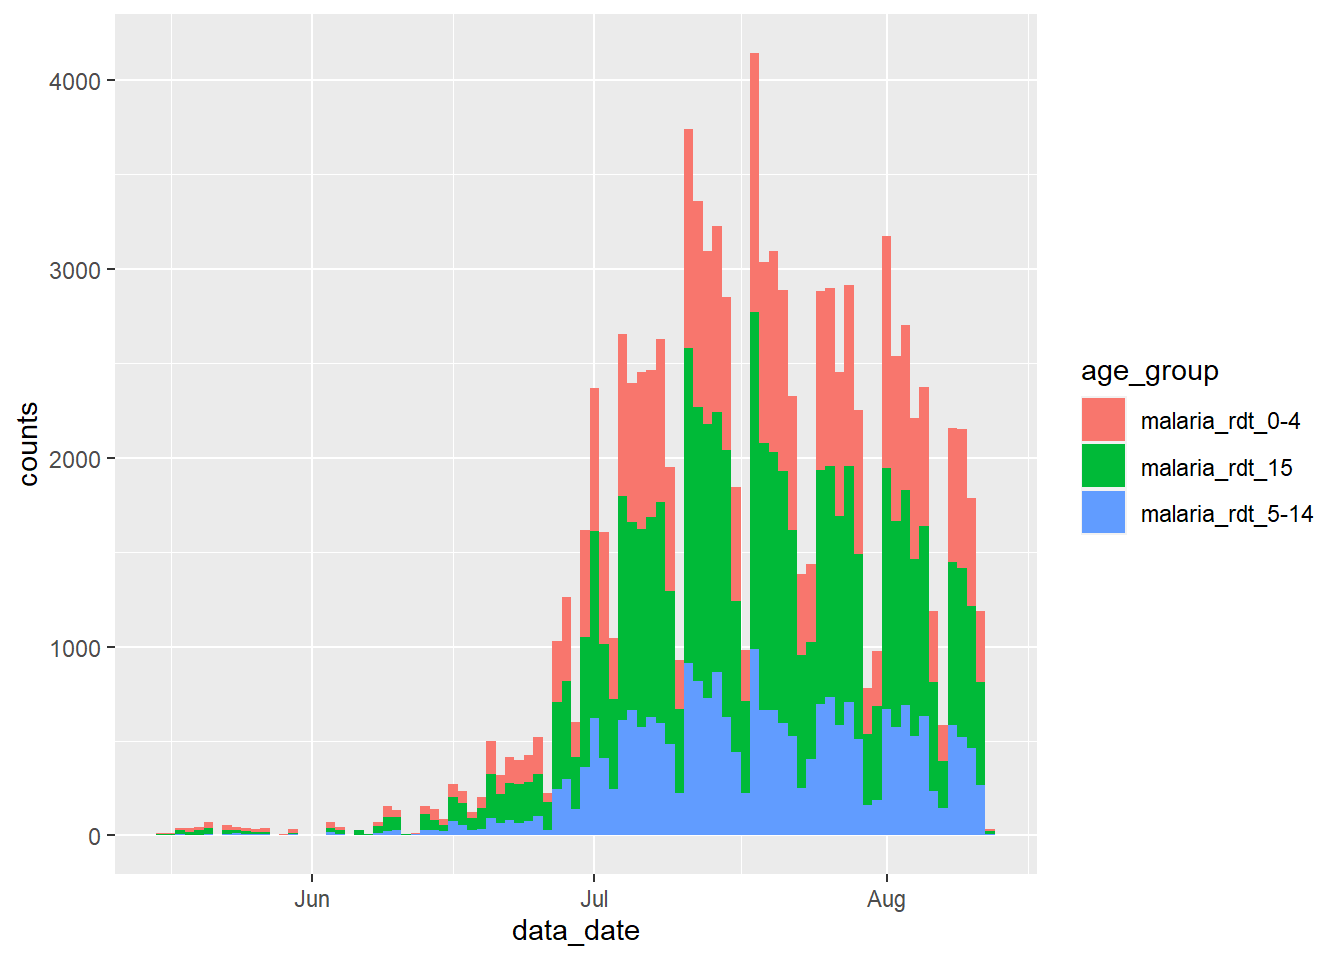 4000
3000
2000
1000
0
counts
Jun
Jul
Aug
data_date
age_group
malaria_rdt_0-4
malaria_rdt_15
malaria_rdt_5-14